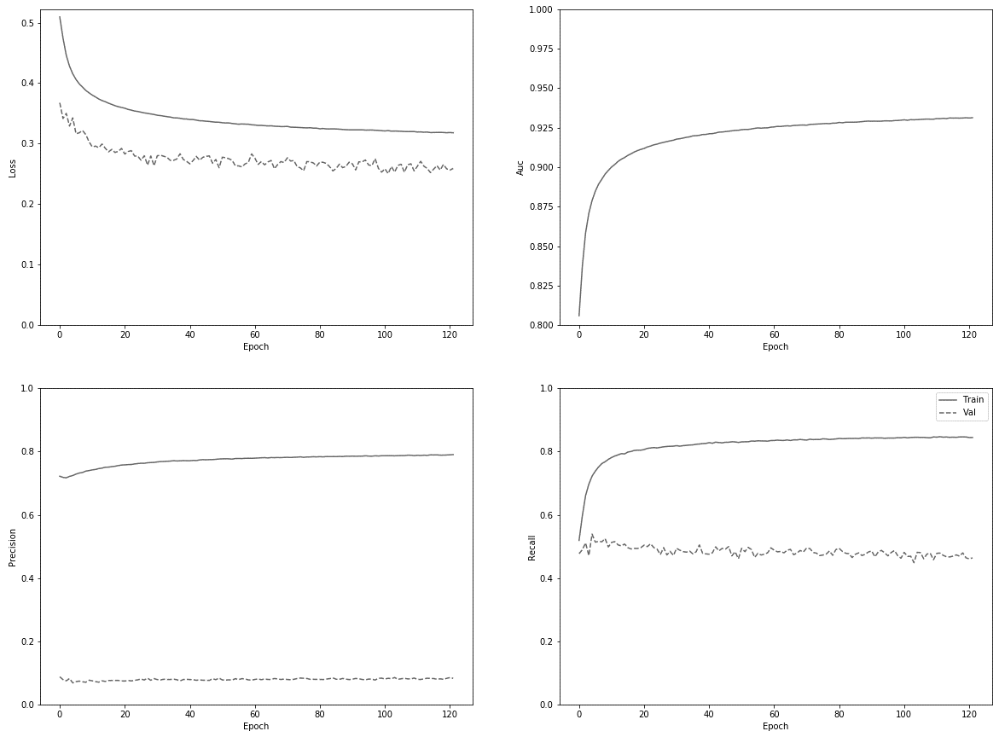 0.5
0.4
0.3
0.2
0.1
0.0
Loss
0 20 40 60 80 100 120
Epoch
1.000
0.975
0.950
0.925
0.900
0.875
0.850
0.825
0.800
Auc
0 20 40 60 80 100 120
Epoch
1.0
0.8
0.6
0.4
0.2
0.0
Precision
0 20 40 60 80 100 120
Epoch
1.0
0.8
0.6
0.4
0.2
0.0
Recall
Train
Val
0 20 40 60 80 100 120
Epoch